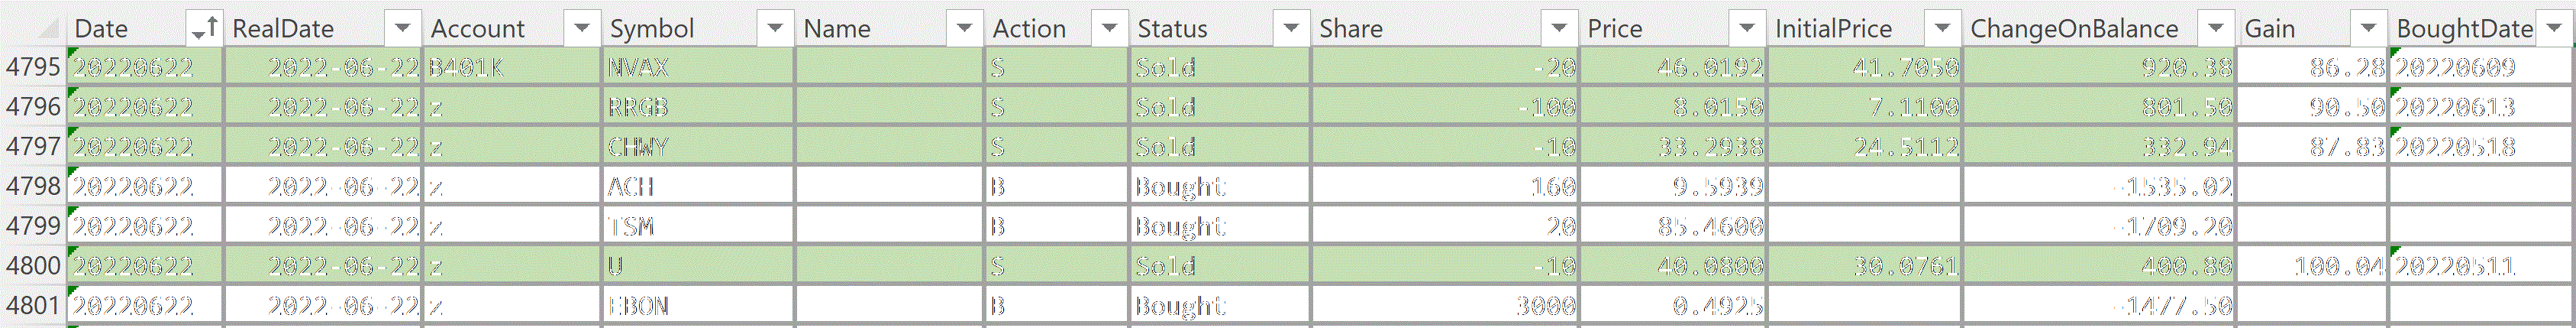 Date RealDate Account Symbol Name Action Status Share Price InitialPrice ChangeOnBalance Gain BoughtDate
4795 20220622 2022-06-22 B401K NVAX S Sold -20 46.0192 41.7050 920.38 86.28 20220609
4796 20220622 2022-06-22 z RRGB S Sold -100 8.0150 7.1100 801.50 90.50 20220613
4797 20220622 2022-06-22 z CHWY S Sold -10 33.2938 24.5112 332.94 87.83 20220518
4798 20220622 2022-06-22 z ACH B Bought 160 9.5939 -1535.02
4799 20220622 2022-06-22 z TSM B Bought 20 85.4600 -1709.20
4800 20220622 2022-06-22 z U S Sold -10 40.0800 30.0761 400.80 100.04 20220511
4801 20220622 2022-06-22 z EBON B Bought 3000 0.4925 -1477.50